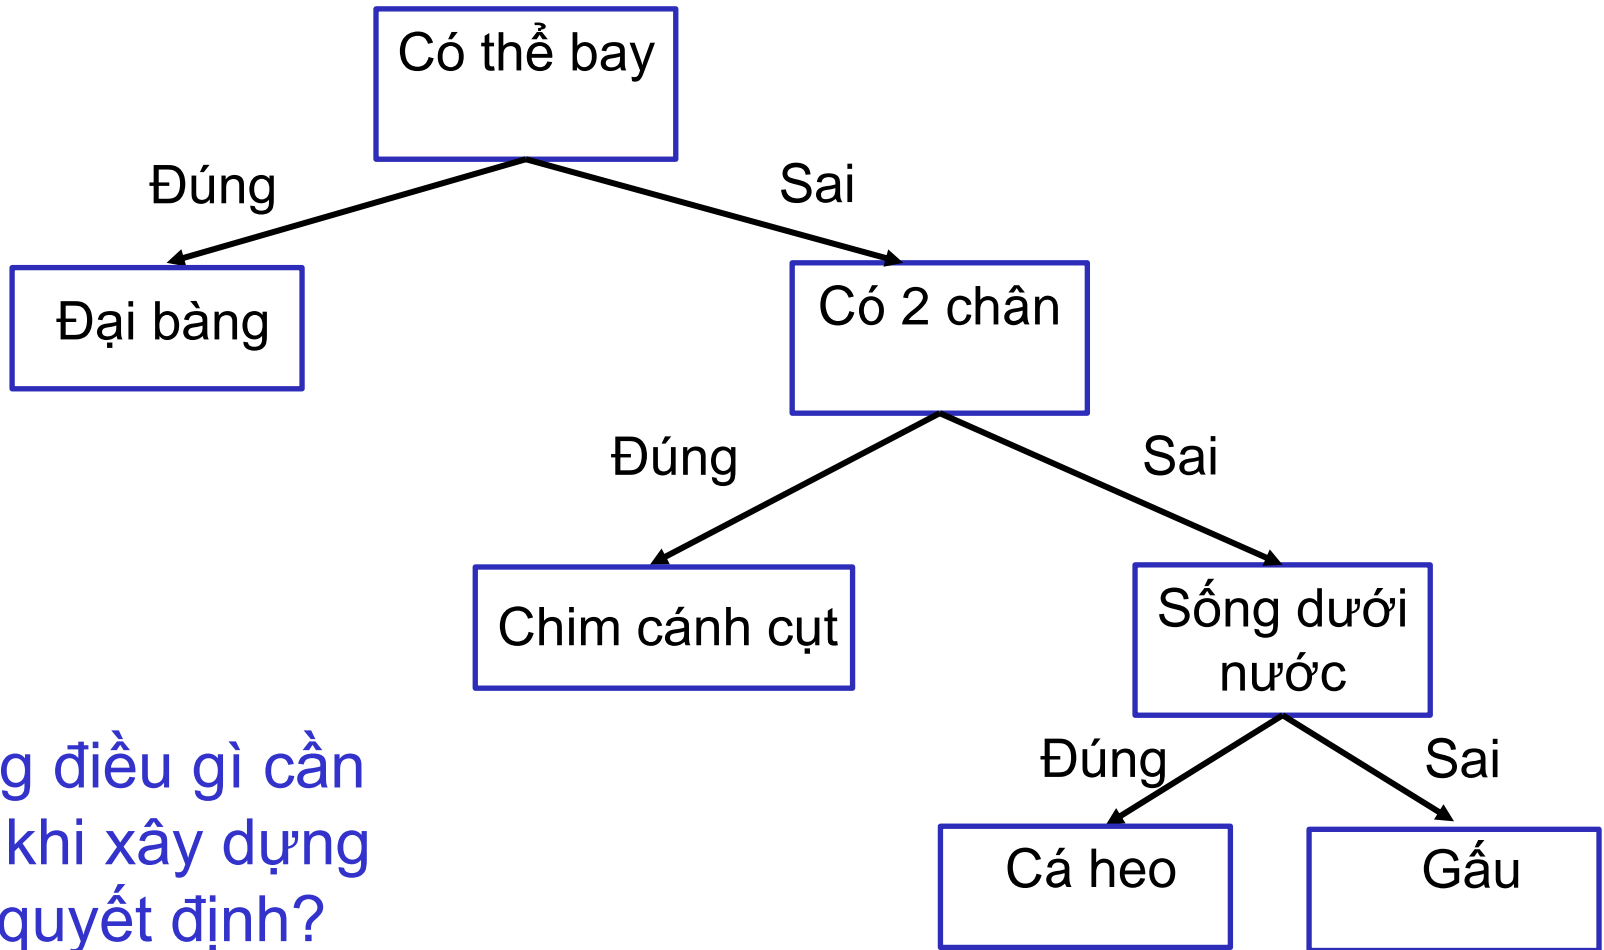 Có thể bay
Đúng
Sai
Đại bàng
Có 2 chân
Đúng
Sai
Chim cánh cụt
Sống dưới
nước
Đúng
Sai
Cá heo
Gấu
g điều gì cần
khi xây dựng
quyết định?